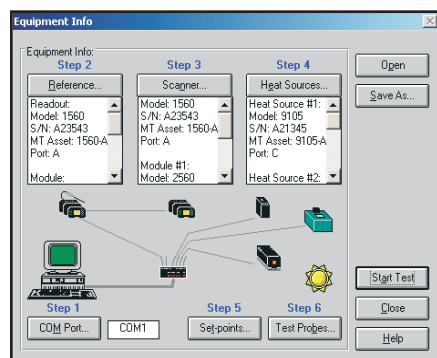 Equipment Info
Equipment Info:
Step 2
Reference...
Readout:
Model: 1560
S/N: A23543
MT Asset: 1560-A
Port: A
Module:
Step 3
Scanner...
Model: 1560
S/N: A23543
MT Asset: 1560-A
Port: A
Module #1:
Model: 2560
Step 4
Heat Sources...
Heat Source #1:
Model: 9105
S/N: A21345
MT Asset: 9105-A
Port: C
Heat Source #2:
Open
Save As...
Step 1
COM Port...
COM1
Step 5
Set-points...
Step 6
Test Probes...
Start Test
Close
Help